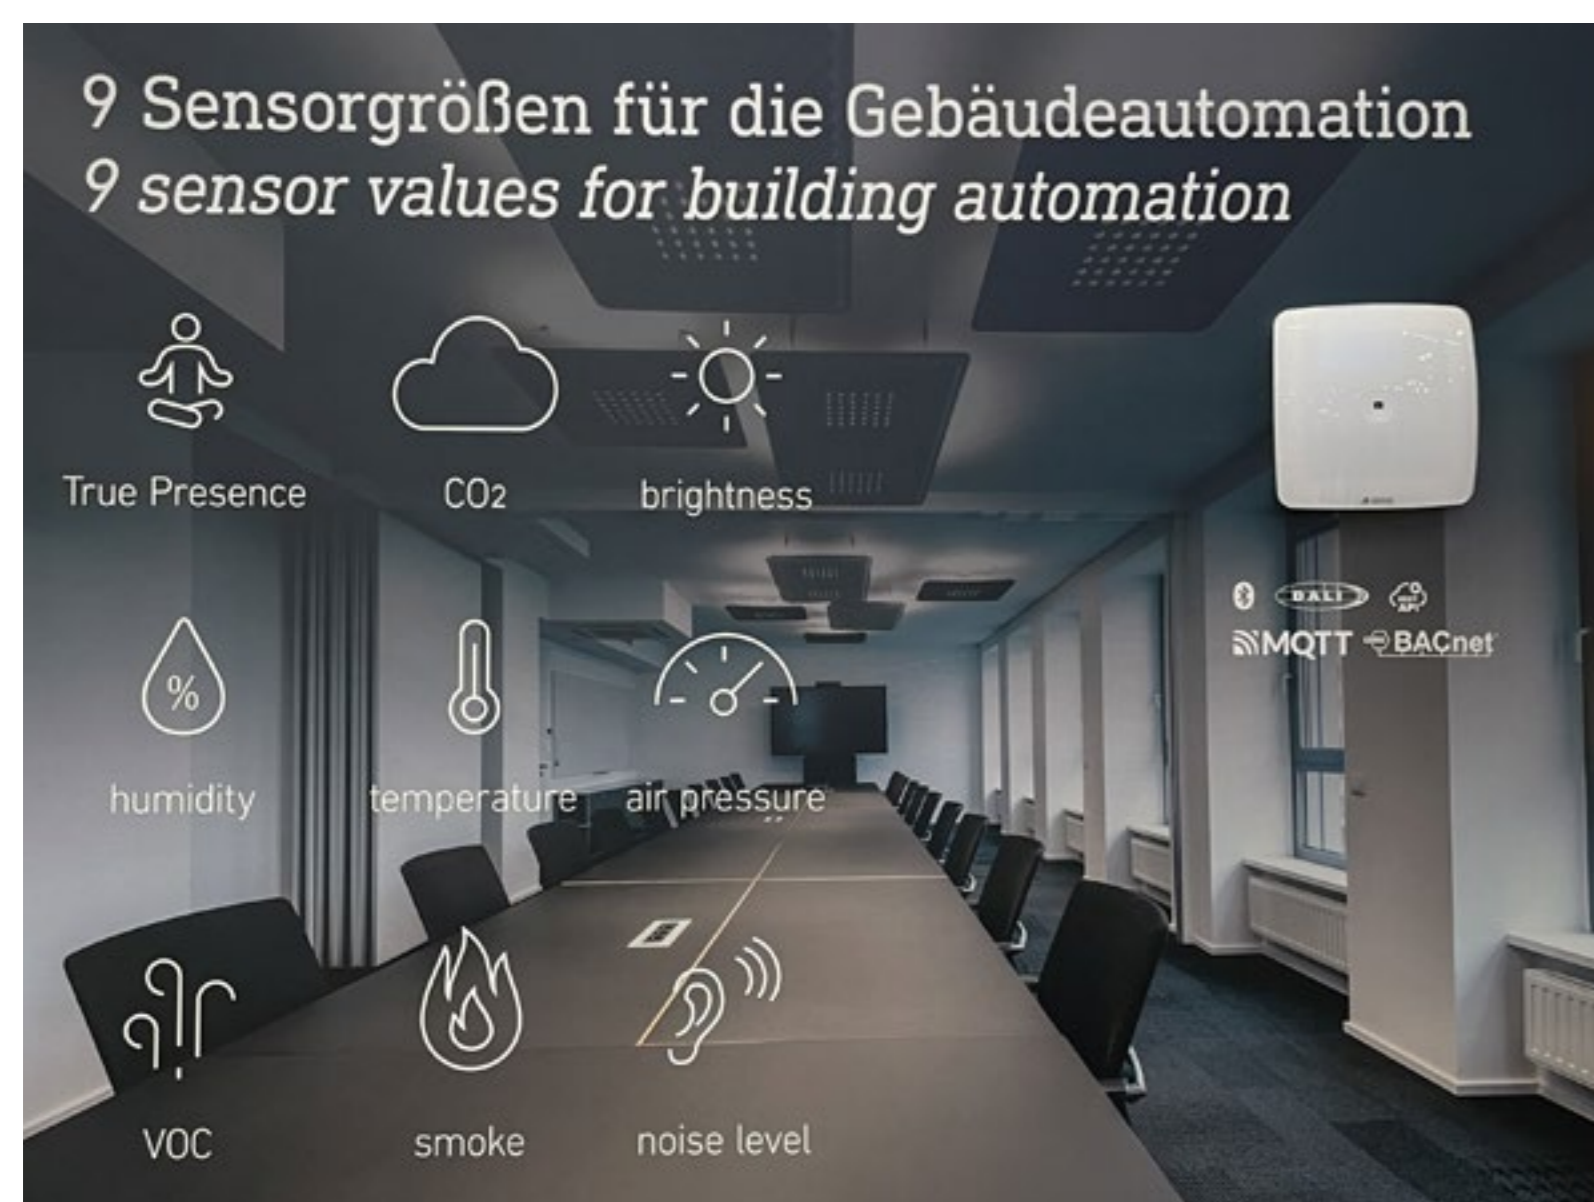 9 Sensorgrößen für die Gebäudeautomation
9 sensor values for building automation
True Presence CO2 brightness
humidity temperature air pressure
%
VOC smoke noise level
DALI API
MQTT BACnet